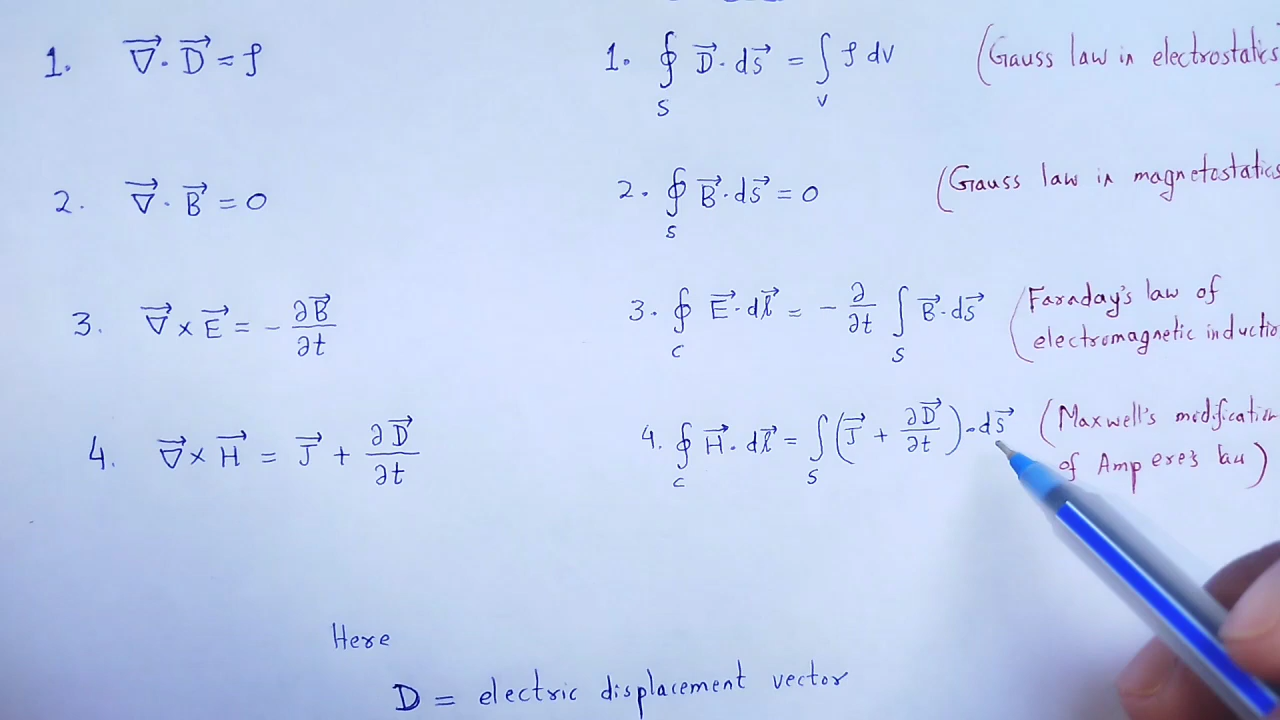 1. ∇⃗·D⃗ = ρ
1. ∮_S D⃗·ds⃗ = ∫_V ρ dv (Gauss law in electrostatics
2. ∇⃗·B⃗ = 0
2. ∮_S B⃗·ds⃗ = 0 (Gauss law in magnetostatics
3. ∇⃗×E⃗ = -∂B⃗/∂t
3. ∮_C E⃗·dl⃗ = -∂/∂t ∫_S B⃗·ds⃗ (Faraday's law of
electromagnetic inductio
4. ∇⃗×H⃗ = J⃗ + ∂D⃗/∂t
4. ∮_C H⃗·dl⃗ = ∫_S (J⃗ + ∂D⃗/∂t)·ds⃗ (Maxwell's modification
of Ampere's law)
Here
D = electric displacement vector